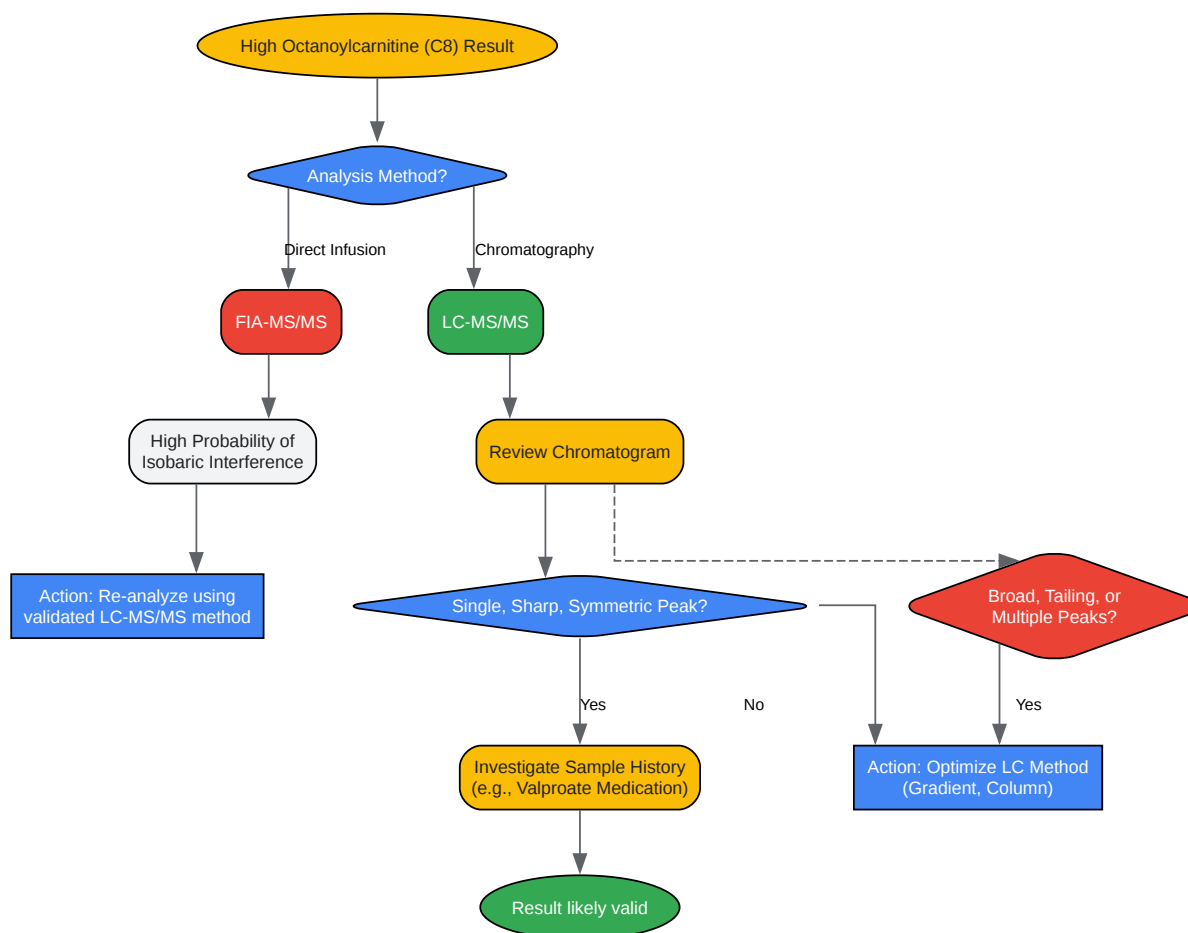 High Octanoylcarnitine (C8) Result
Analysis Method?
Direct Infusion
Chromatography
FIA-MS/MS
LC-MS/MS
High Probability of
Isobaric Interference
Review Chromatogram
Action: Re-analyze using
validated LC-MS/MS method
Single, Sharp, Symmetric Peak?
Broad, Tailing, or
Multiple Peaks?
Yes
No
Yes
Investigate Sample History
(e.g., Valproate Medication)
Action: Optimize LC Method
(Gradient, Column)
Result likely valid